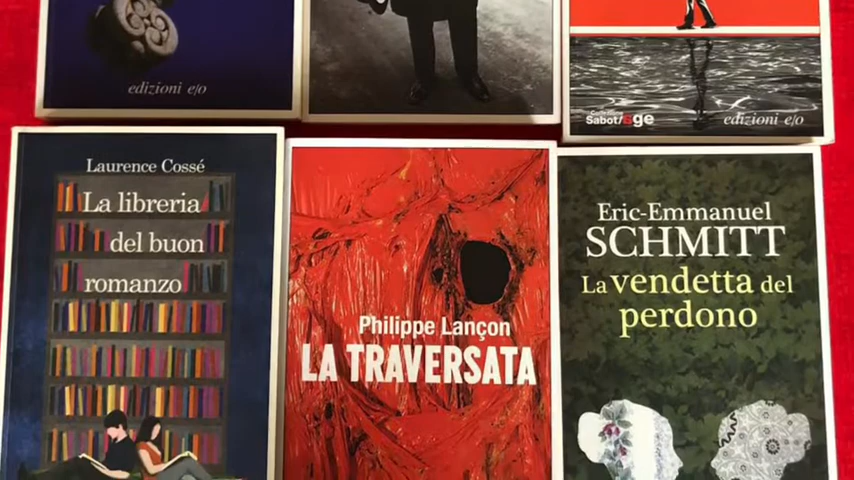 edizioni e/o
Collezione
Sabot/age
edizioni e/o
Laurence Cossé
La libreria
del buon
romanzo
Philippe Lançon
LA TRAVERSATA
Eric-Emmanuel
SCHMITT
La vendetta del
perdono